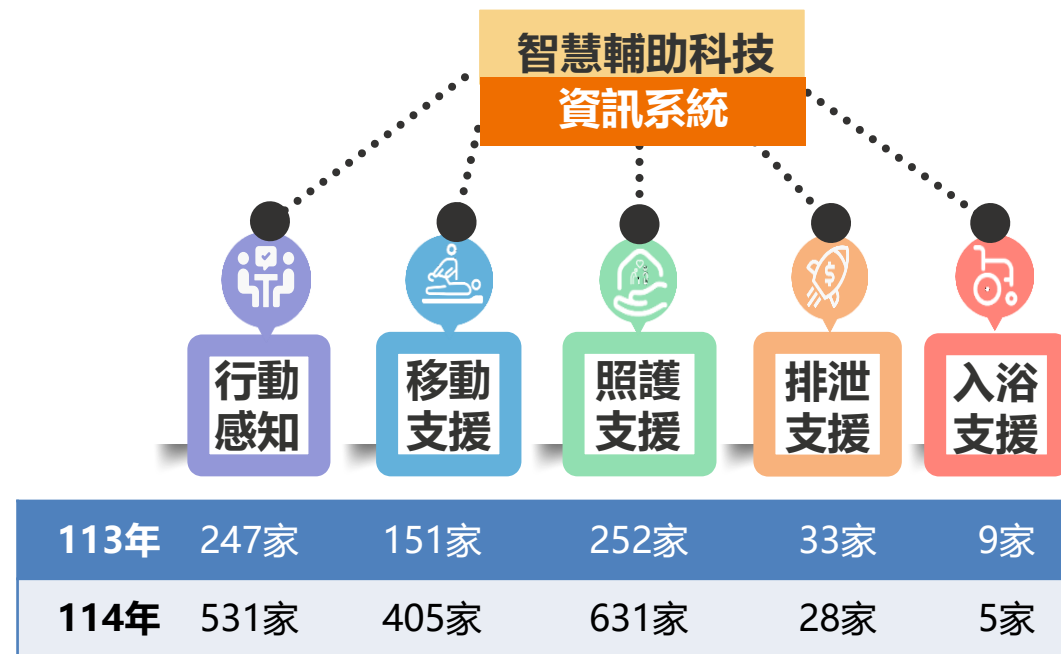 智慧輔助科技
資訊系統
行動
感知
移動
支援
照護
支援
排泄
支援
入浴
支援
113年 247家 151家 252家 33家 9家
114年 531家 405家 631家 28家 5家